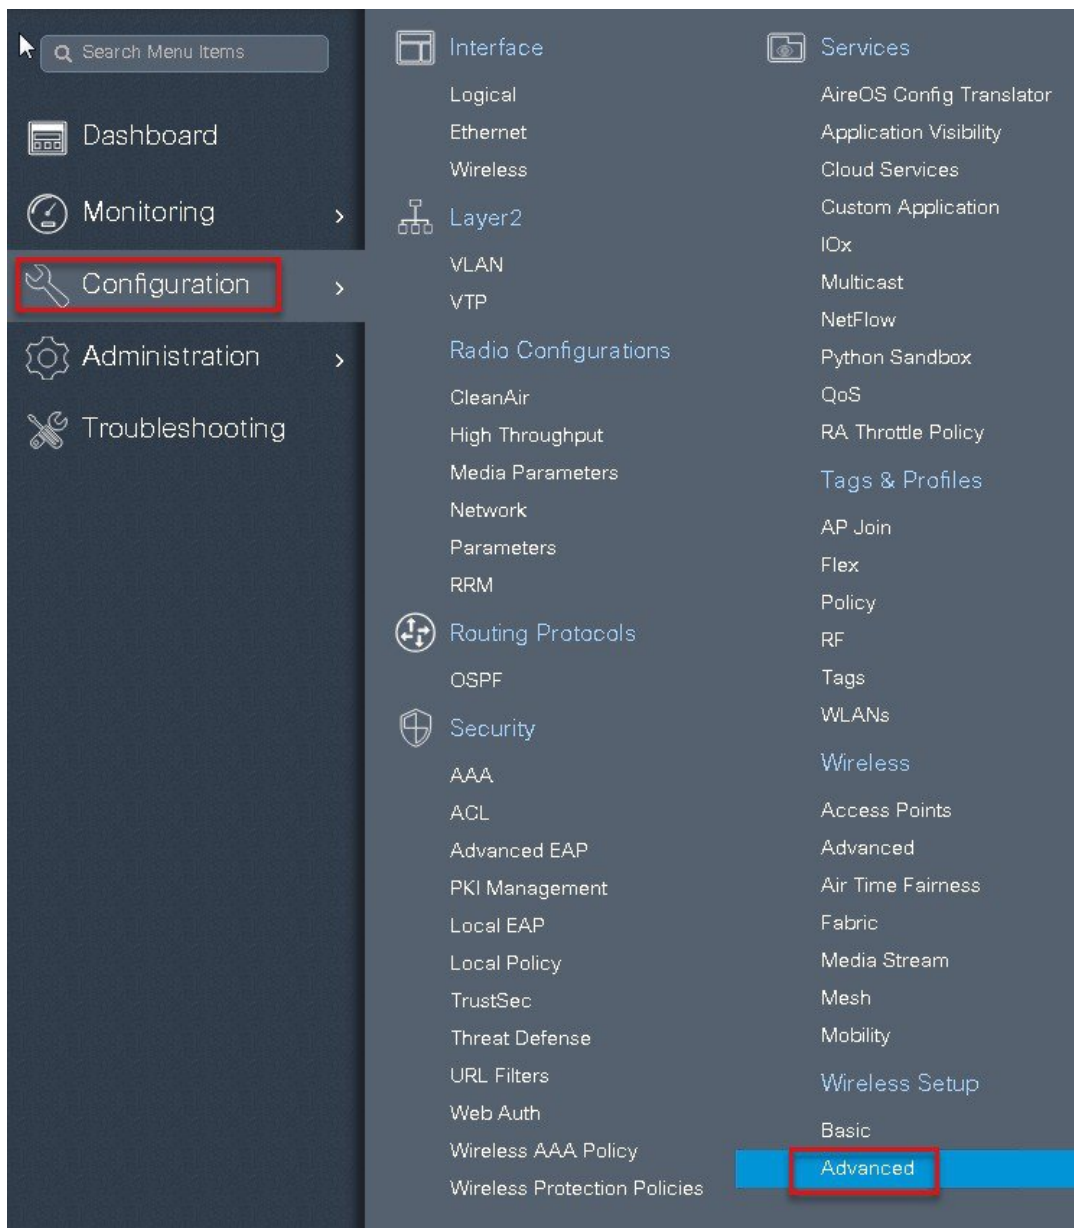 Search Menu Items
Dashboard
Monitoring
Configuration
Administration
Troubleshooting
Interface
Logical
Ethernet
Wireless
Layer2
VLAN
VTP
Radio Configurations
CleanAir
High Throughput
Media Parameters
Network
Parameters
RRM
Routing Protocols
OSPF
Security
AAA
ACL
Advanced EAP
PKI Management
Local EAP
Local Policy
TrustSec
Threat Defense
URL Filters
Web Auth
Wireless AAA Policy
Wireless Protection Policies
Services
AireOS Config Translator
Application Visibility
Cloud Services
Custom Application
IOx
Multicast
NetFlow
Python Sandbox
QoS
RA Throttle Policy
Tags & Profiles
AP Join
Flex
Policy
RF
Tags
WLANs
Wireless
Access Points
Advanced
Air Time Fairness
Fabric
Media Stream
Mesh
Mobility
Wireless Setup
Basic
Advanced